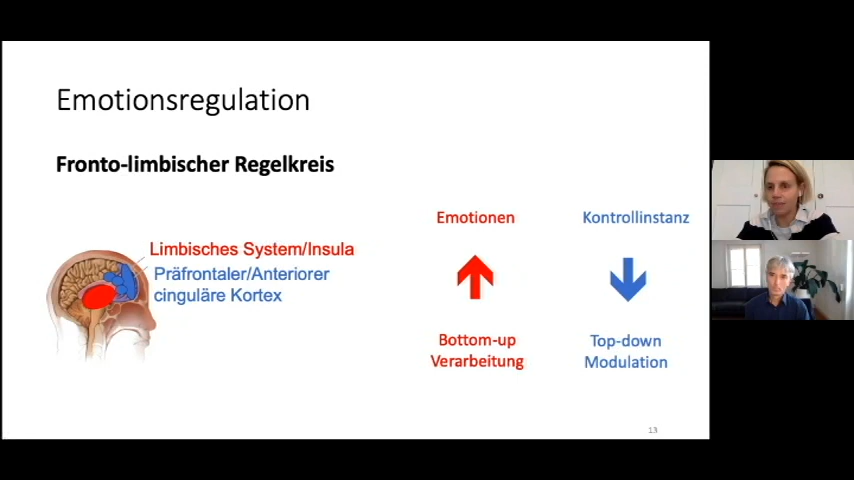 Emotionsregulation
Fronto-limbischer Regelkreis
Limbisches System/Insula
Präfrontaler/Anteriorer
cinguläre Kortex
Emotionen
Bottom-up
Verarbeitung
Kontrollinstanz
Top-down
Modulation
13